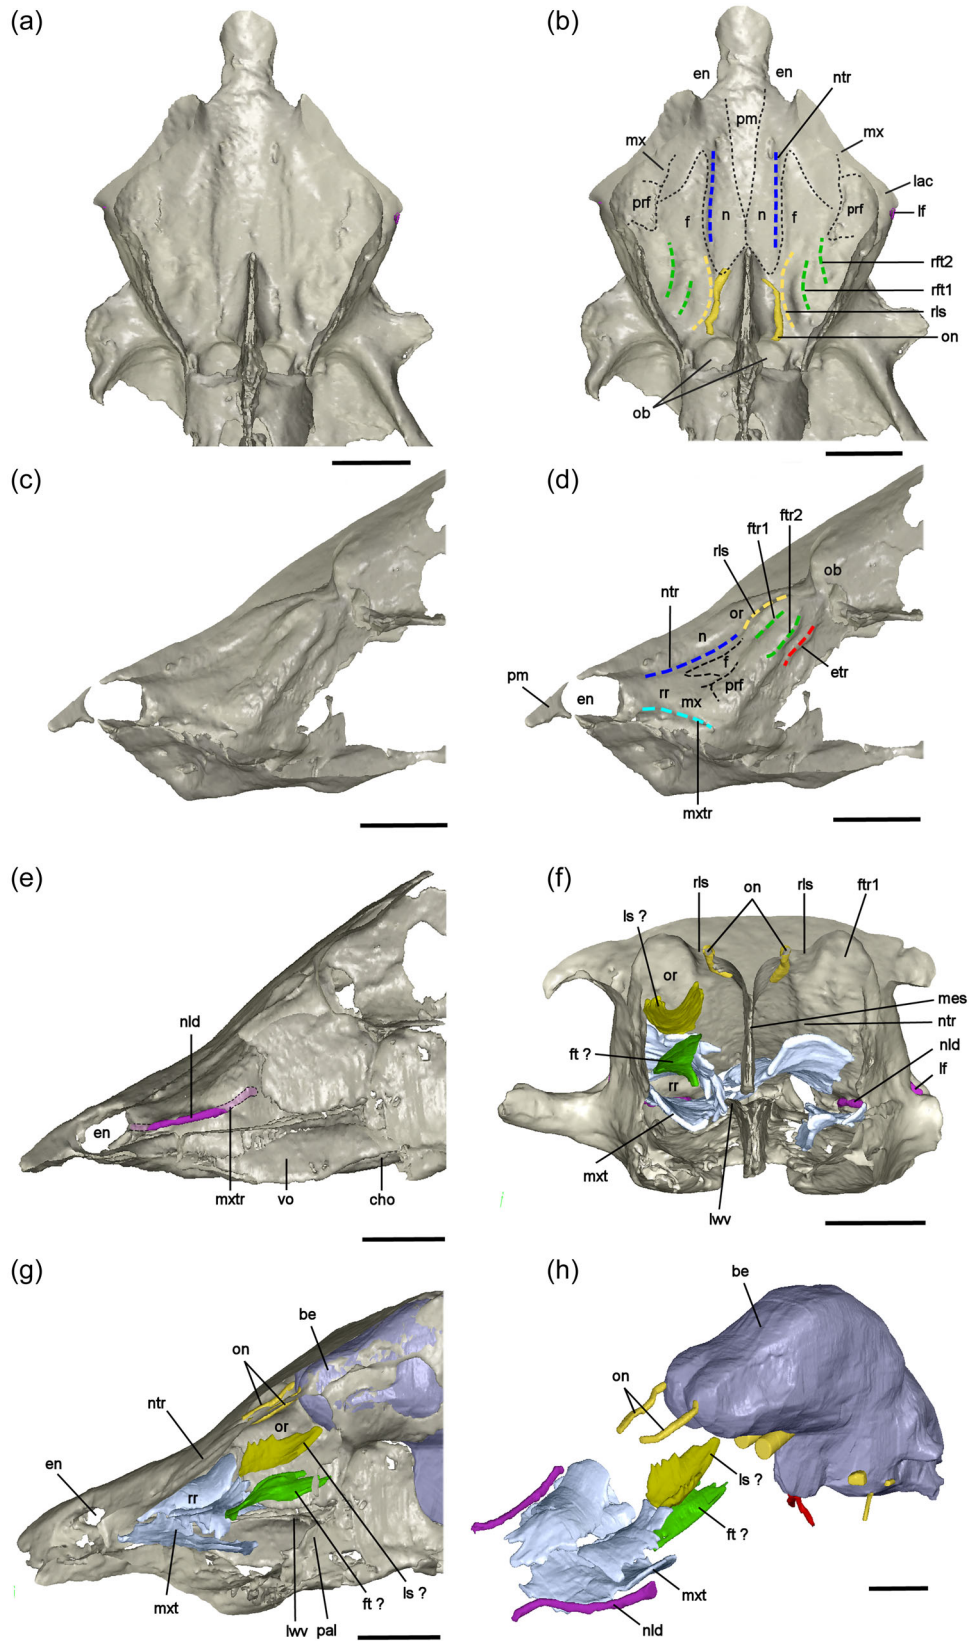 (a)
(b)
en
en
ntr
pm
mx
mx
lac
prf
prf
lf
f
n
n
f
rft2
rft1
rls
on
ob
(c)
(d)
ftr2
ftr1
rls
ob
or
ntr
n
f
etr
prf
pm
en
rr
mx
mxtr
(e)
(f)
rls
on
rls
ftr1
ls ?
or
mes
nld
ntr
ft ?
nld
lf
en
rr
mxt
mxtr
vo
cho
lwv
(g)
(h)
be
be
on
on
ntr
or
en
rr
ls ?
ft ?
mxt
lwv
pal
ft ?
ls ?
mxt
nld